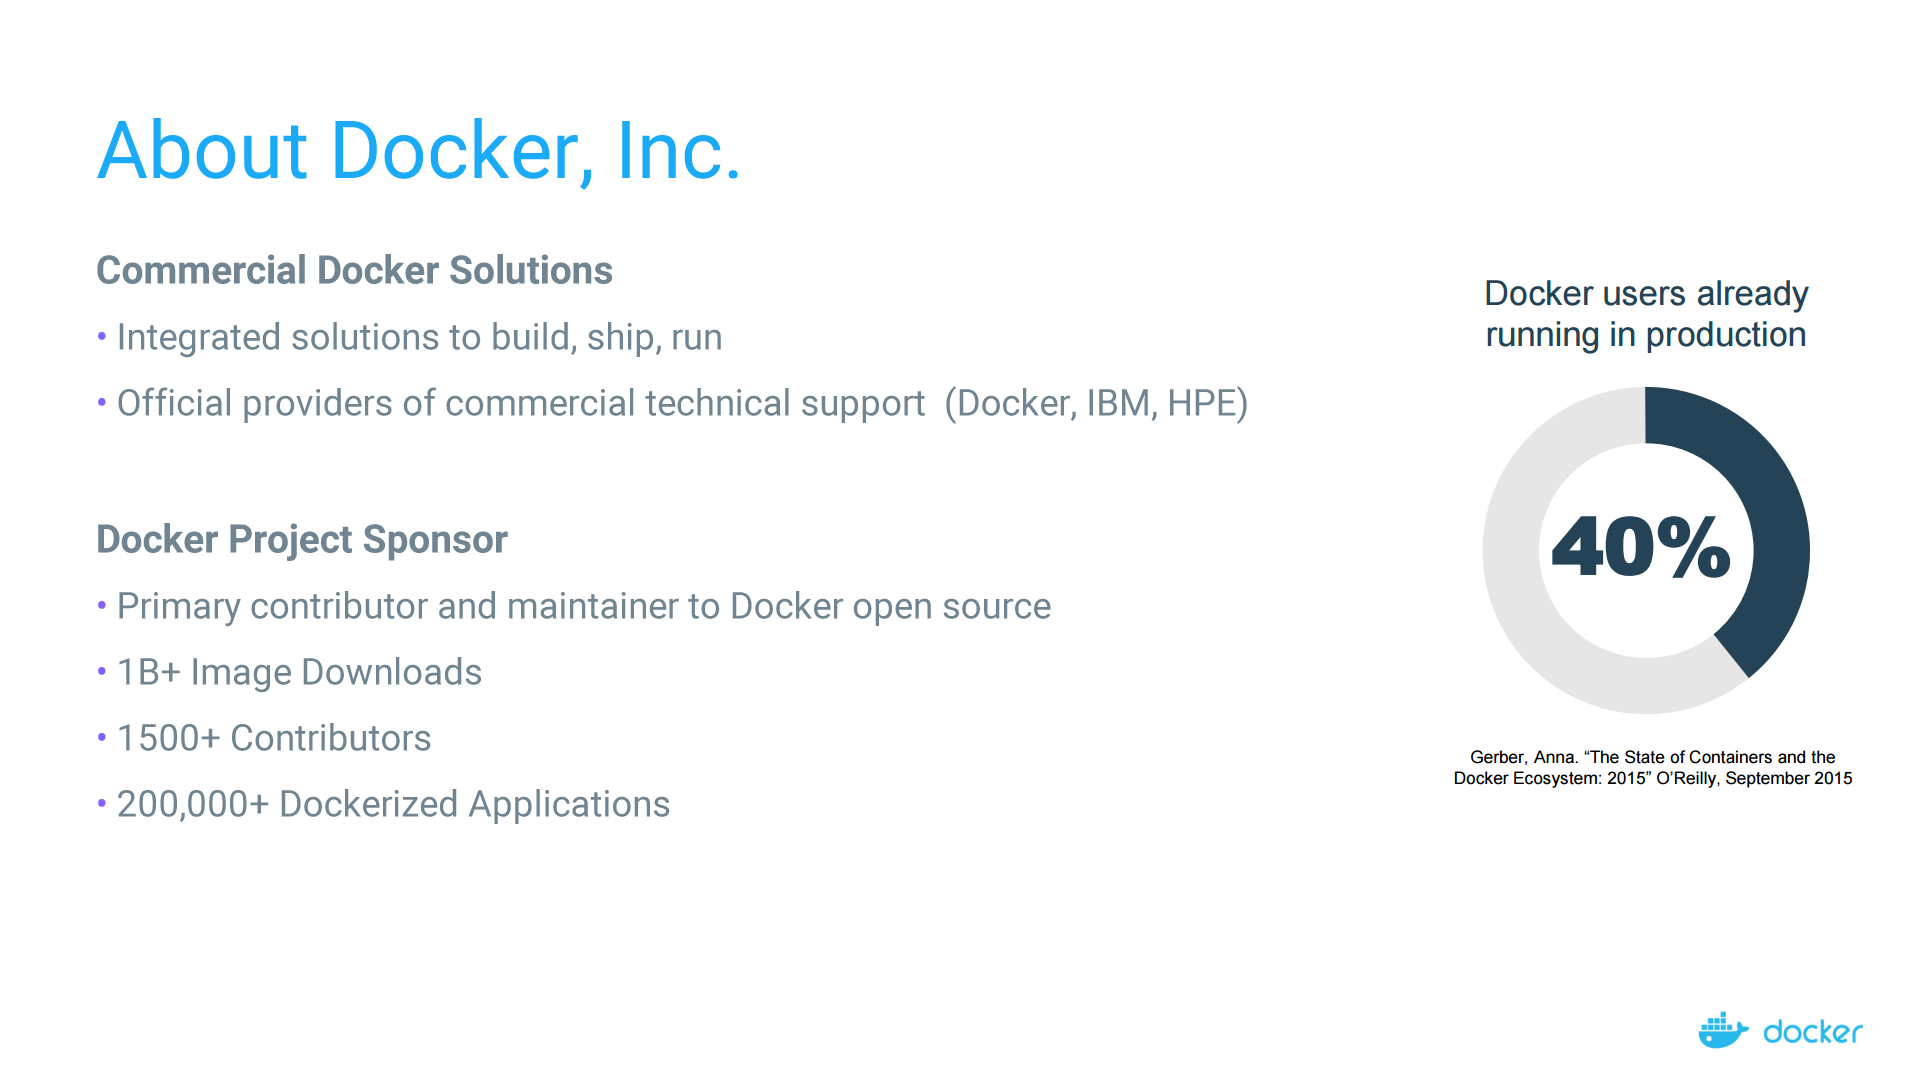 About Docker, Inc.
Commercial Docker Solutions
• Integrated solutions to build, ship, run
• Official providers of commercial technical support  (Docker, IBM, HPE)
Docker Project Sponsor
• Primary contributor and maintainer to Docker open source
• 1B+ Image Downloads
• 1500+ Contributors
• 200,000+ Dockerized Applications
Docker users already
running in production
40%
Gerber, Anna. “The State of Containers and the
Docker Ecosystem: 2015” O’Reilly, September 2015
docker